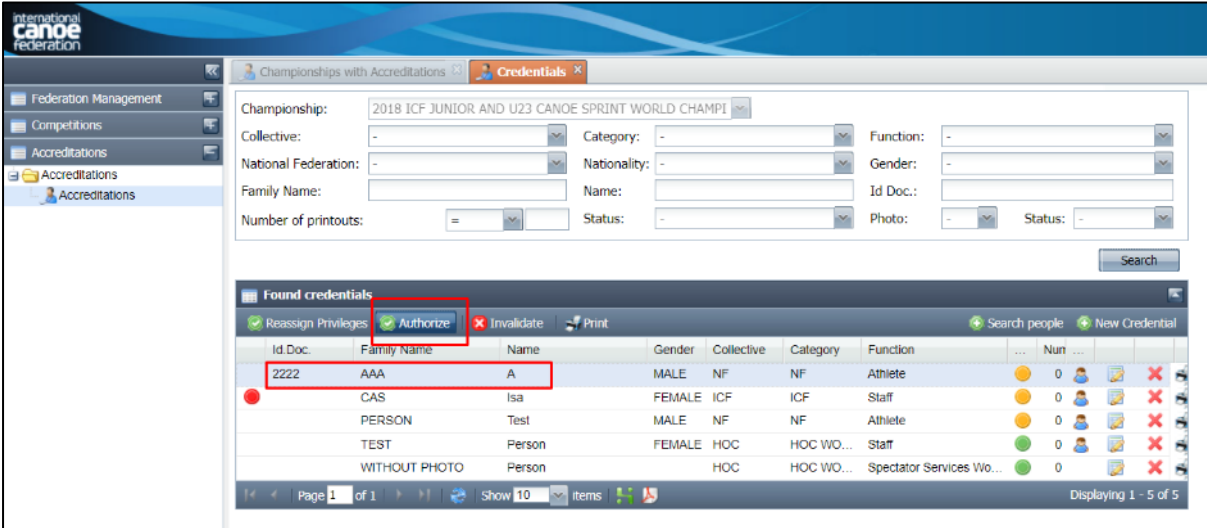 international
canoe
federation
Championships with Accreditations
Credentials
Federation Management
Competitions
Accreditations
Accreditations
Accreditations
Championship: 2018 ICF JUNIOR AND U23 CANOE SPRINT WORLD CHAMPI
Collective: - Category: - Function: -
National Federation: - Nationality: - Gender: -
Family Name: Name: Id Doc.:
Number of printouts: = Status: - Photo: - Status: -
Search
Found credentials
Reassign Privileges Authorize Invalidate Print Search people New Credential
Id.Doc. Family Name Name Gender Collective Category Function ... Num ...
2222 AAA A MALE NF NF Athlete 0
CAS Isa FEMALE ICF ICF Staff 0
PERSON Test MALE NF NF Athlete 0
TEST Person FEMALE HOC HOC WO... Staff 0
WITHOUT PHOTO Person HOC HOC WO... Spectator Services Wo... 0
Page 1 of 1 Show 10 items Displaying 1 - 5 of 5